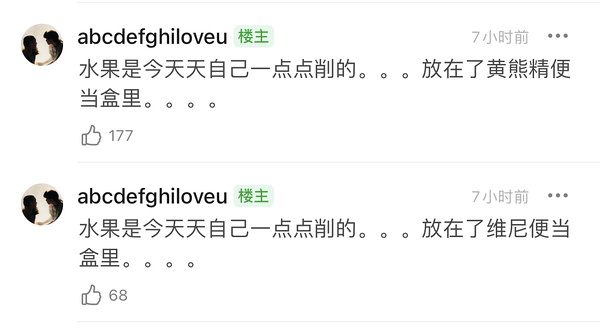 abcdefghiloveu 楼主 7小时前
水果是今天天自己一点点削的。。。放在了黄熊精便
当盒里。。。。
177
abcdefghiloveu 楼主 7小时前
水果是今天天自己一点点削的。。。放在了维尼便当
盒里。。。。
68